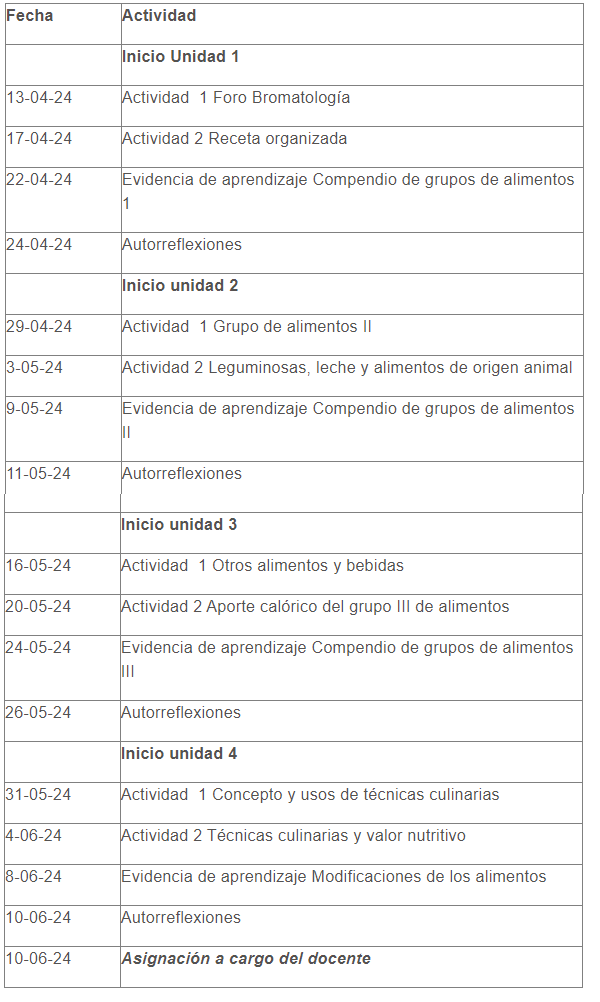 Fecha Actividad
Inicio Unidad 1
13-04-24 Actividad  1 Foro Bromatología
17-04-24 Actividad 2 Receta organizada
22-04-24 Evidencia de aprendizaje Compendio de grupos de alimentos
1
24-04-24 Autorreflexiones
Inicio unidad 2
29-04-24 Actividad  1 Grupo de alimentos II
3-05-24 Actividad 2 Leguminosas, leche y alimentos de origen animal
9-05-24 Evidencia de aprendizaje Compendio de grupos de alimentos
II
11-05-24 Autorreflexiones
Inicio unidad 3
16-05-24 Actividad  1 Otros alimentos y bebidas
20-05-24 Actividad 2 Aporte calórico del grupo III de alimentos
24-05-24 Evidencia de aprendizaje Compendio de grupos de alimentos
III
26-05-24 Autorreflexiones
Inicio unidad 4
31-05-24 Actividad  1 Concepto y usos de técnicas culinarias
4-06-24 Actividad 2 Técnicas culinarias y valor nutritivo
8-06-24 Evidencia de aprendizaje Modificaciones de los alimentos
10-06-24 Autorreflexiones
10-06-24 Asignación a cargo del docente